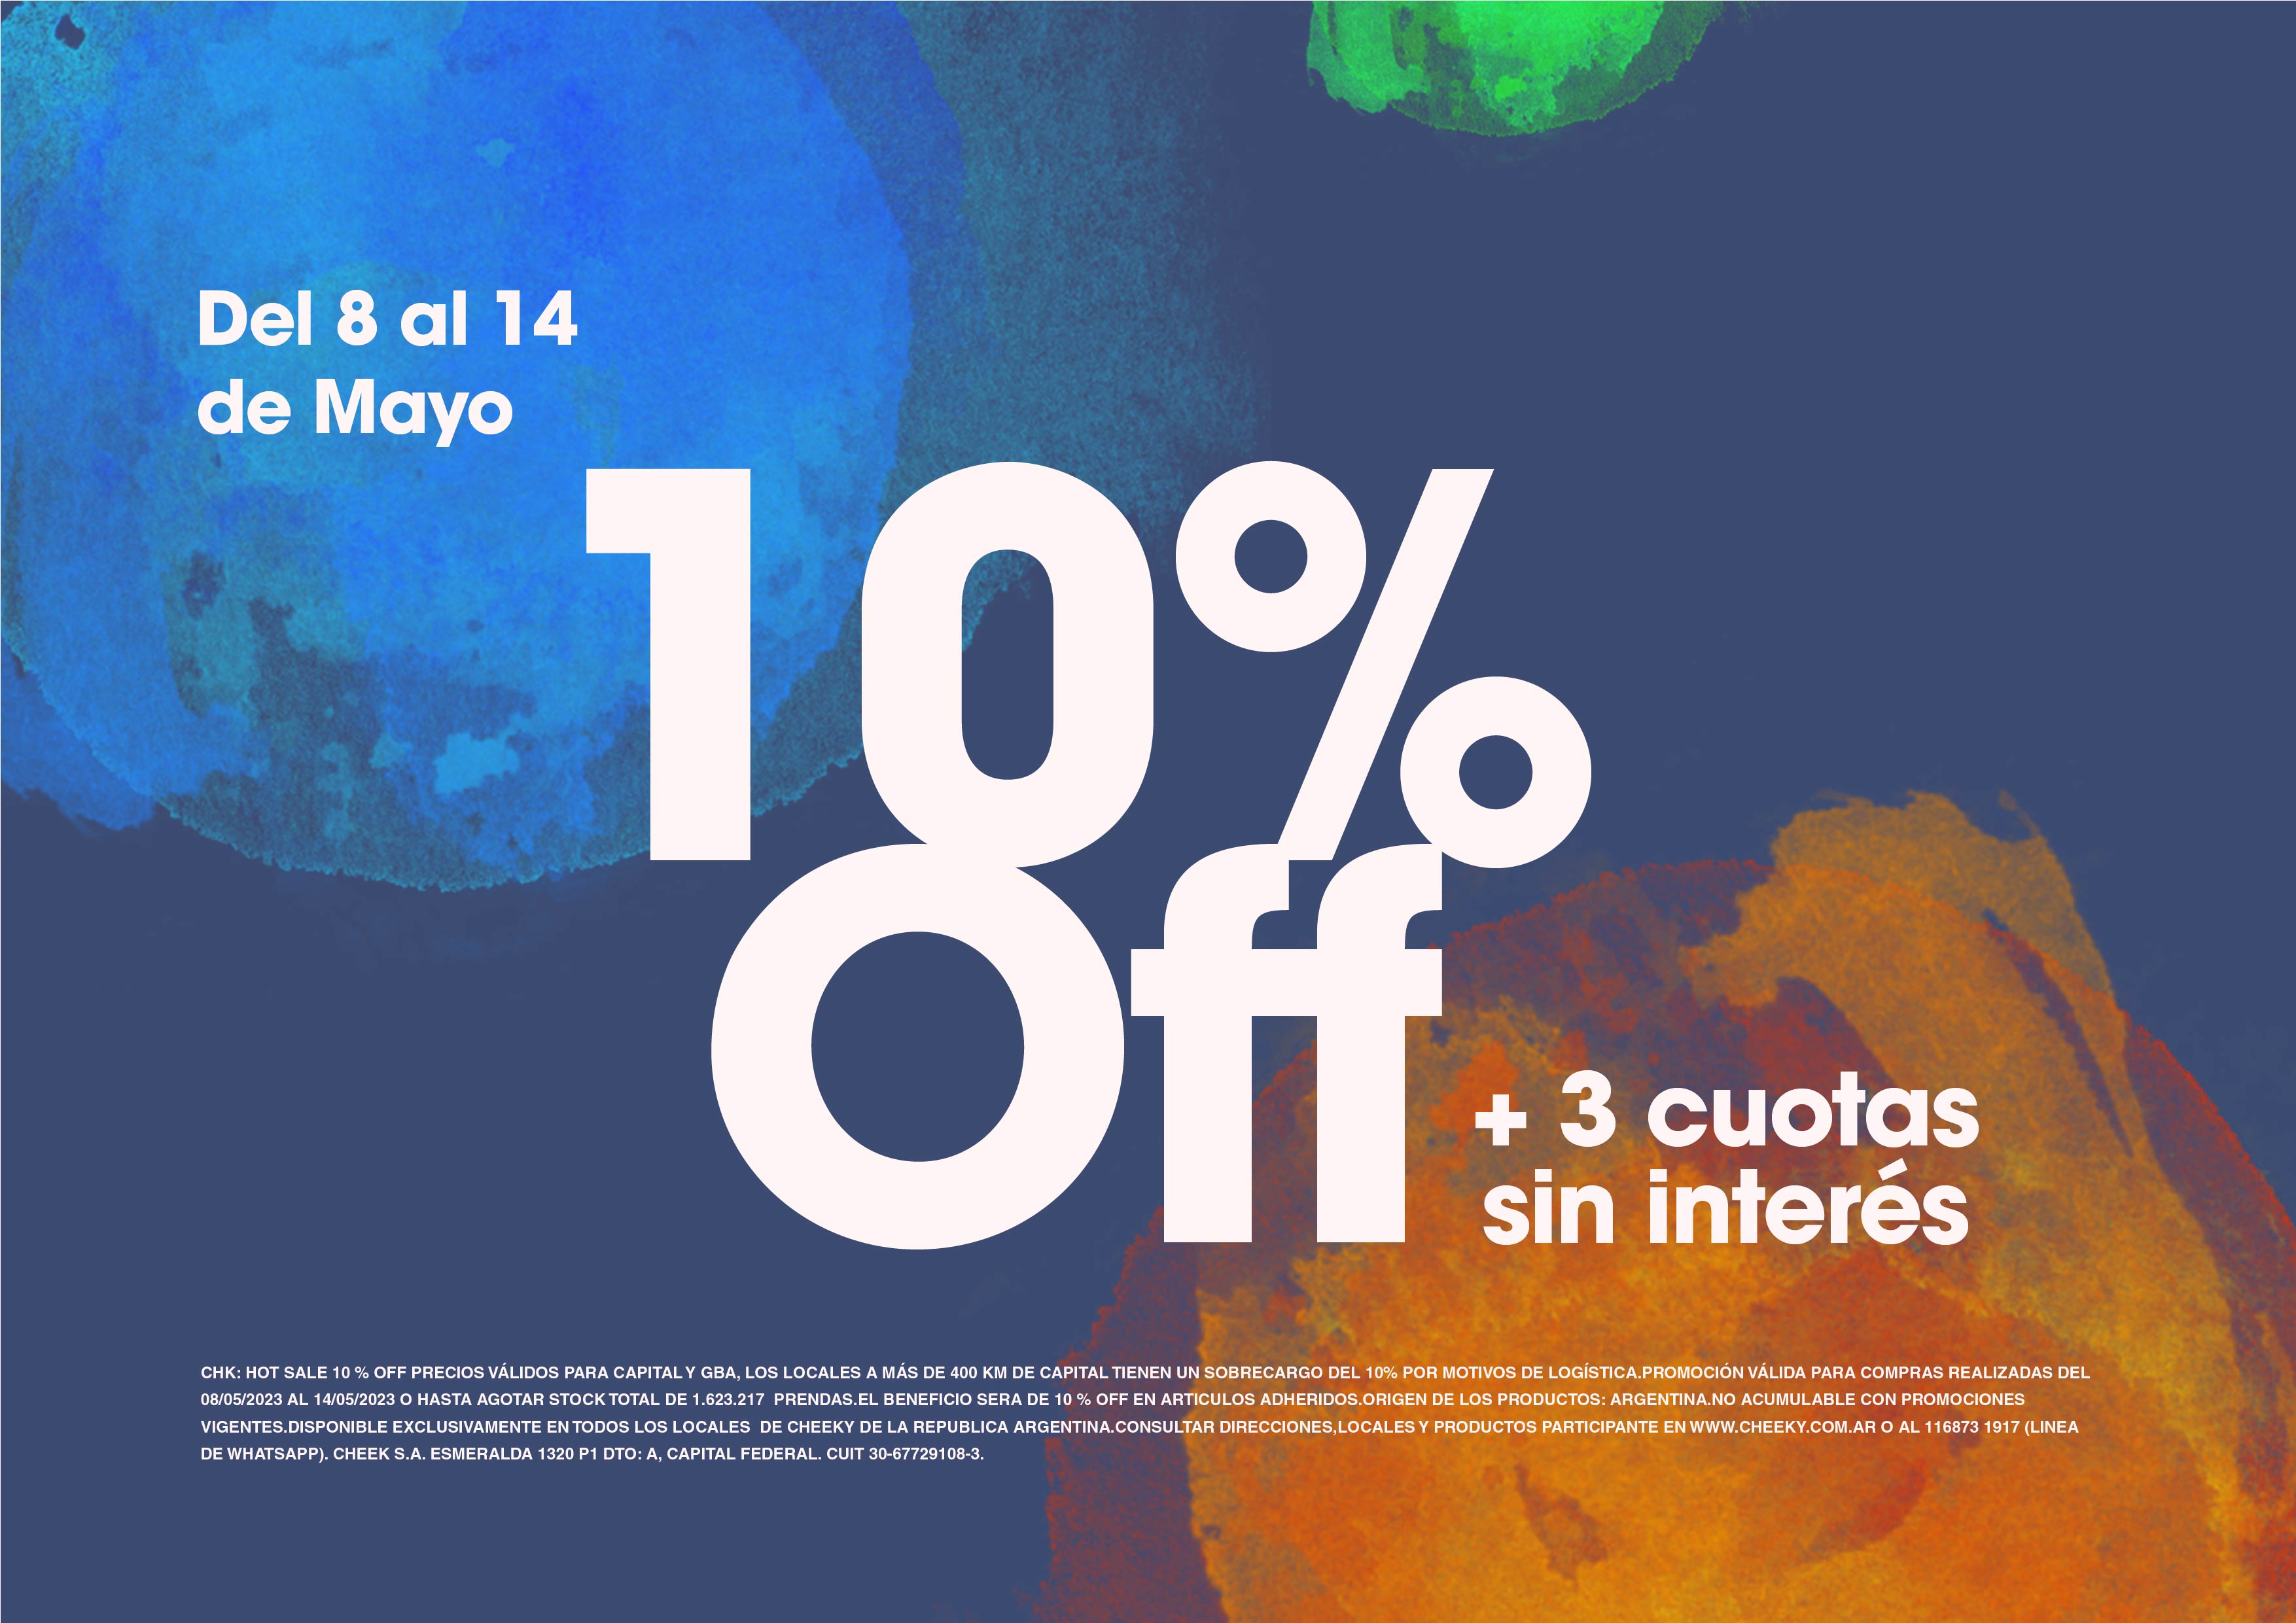 Del 8 al 14
de Mayo
10%
Off
+ 3 cuotas
sin interés
CHK: HOT SALE 10 % OFF PRECIOS VÁLIDOS PARA CAPITAL Y GBA, LOS LOCALES A MÁS DE 400 KM DE CAPITAL TIENEN UN SOBRECARGO DEL 10% POR MOTIVOS DE LOGÍSTICA.PROMOCIÓN VÁLIDA PARA COMPRAS REALIZADAS DEL
08/05/2023 AL 14/05/2023 O HASTA AGOTAR STOCK TOTAL DE 1.623.217 PRENDAS.EL BENEFICIO SERA DE 10 % OFF EN ARTICULOS ADHERIDOS.ORIGEN DE LOS PRODUCTOS: ARGENTINA.NO ACUMULABLE CON PROMOCIONES
VIGENTES.DISPONIBLE EXCLUSIVAMENTE EN TODOS LOS LOCALES DE CHEEKY DE LA REPUBLICA ARGENTINA.CONSULTAR DIRECCIONES,LOCALES Y PRODUCTOS PARTICIPANTE EN WWW.CHEEKY.COM.AR O AL 116873 1917 (LINEA
DE WHATSAPP). CHEEK S.A. ESMERALDA 1320 P1 DTO: A, CAPITAL FEDERAL. CUIT 30-67729108-3.